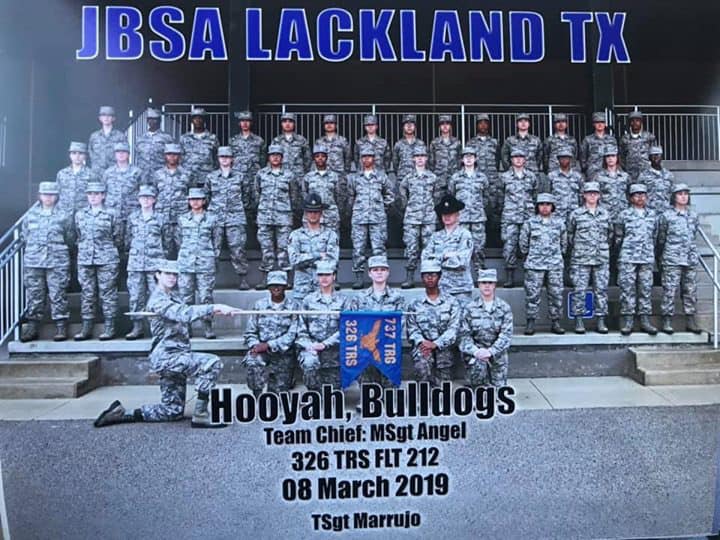 JBSA LACKLAND TX
326 TRS
737 TRG
Hooyah, Bulldogs
Team Chief: MSgt Angel
326 TRS FLT 212
08 March 2019
TSgt Marrujo